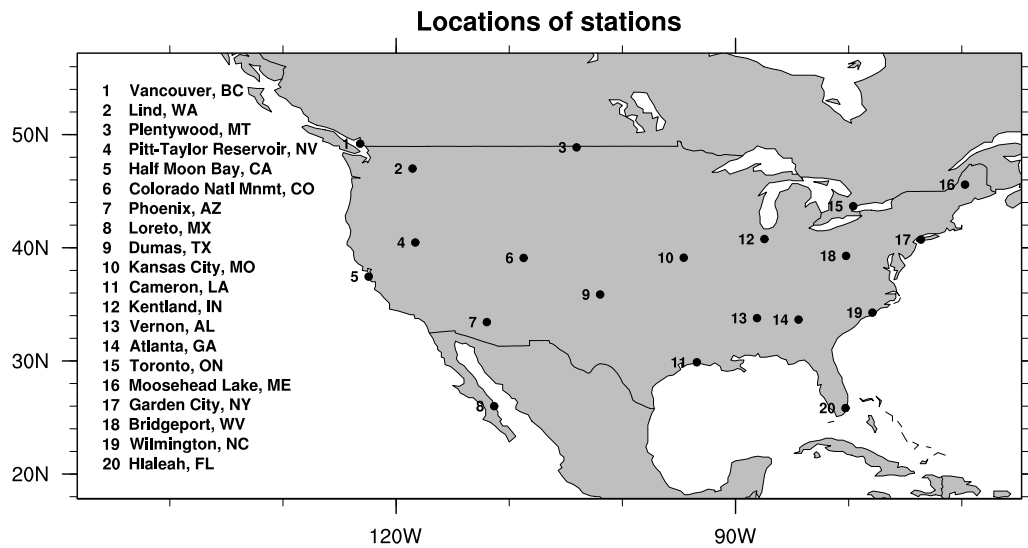 Locations of stations
1 Vancouver, BC
2 Lind, WA
3 Plentywood, MT
4 Pitt-Taylor Reservoir, NV
5 Half Moon Bay, CA
6 Colorado Natl Mnmt, CO
7 Phoenix, AZ
8 Loreto, MX
9 Dumas, TX
10 Kansas City, MO
11 Cameron, LA
12 Kentland, IN
13 Vernon, AL
14 Atlanta, GA
15 Toronto, ON
16 Moosehead Lake, ME
17 Garden City, NY
18 Bridgeport, WV
19 Wilmington, NC
20 Hialeah, FL
50N
40N
30N
20N
1
3
2
16
15
4
12
17
6
10
18
5
9
7
13
14
19
11
8
20
120W
90W